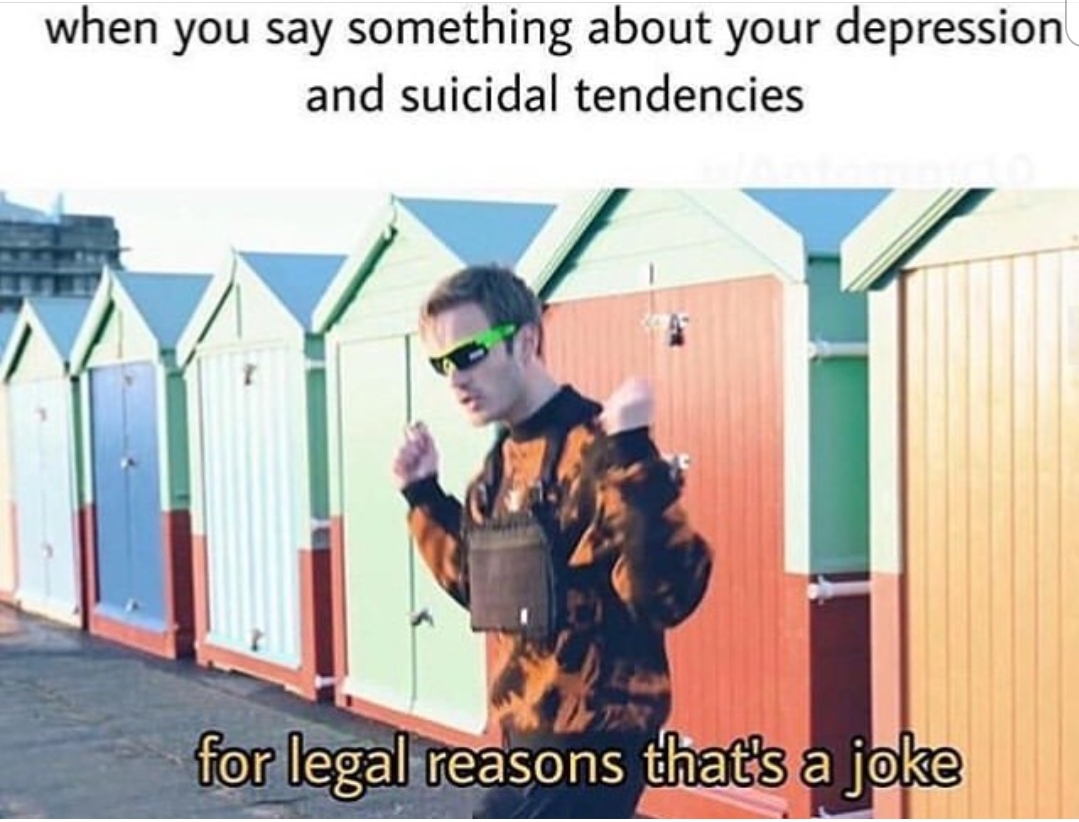 when you say something about your depression
and suicidal tendencies
for legal reasons that's a joke